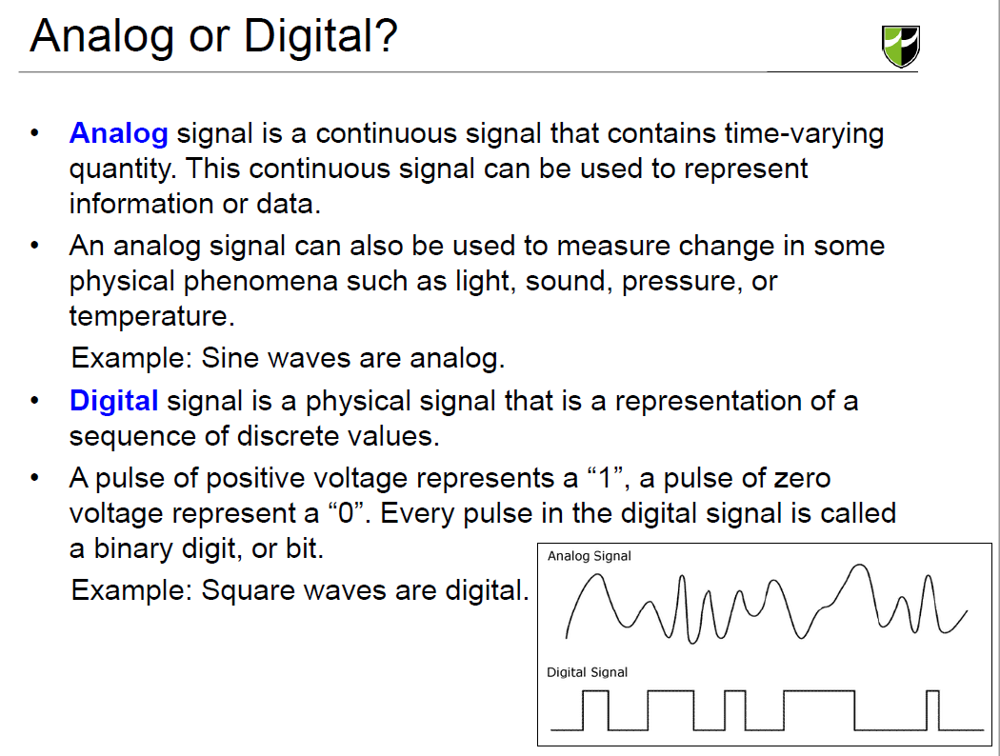 Analog or Digital?
• Analog signal is a continuous signal that contains time-varying
quantity. This continuous signal can be used to represent
information or data.
• An analog signal can also be used to measure change in some
physical phenomena such as light, sound, pressure, or
temperature.
Example: Sine waves are analog.
• Digital signal is a physical signal that is a representation of a
sequence of discrete values.
• A pulse of positive voltage represents a “1”, a pulse of zero
voltage represent a “0”. Every pulse in the digital signal is called
a binary digit, or bit.
Example: Square waves are digital.
Analog Signal
Digital Signal